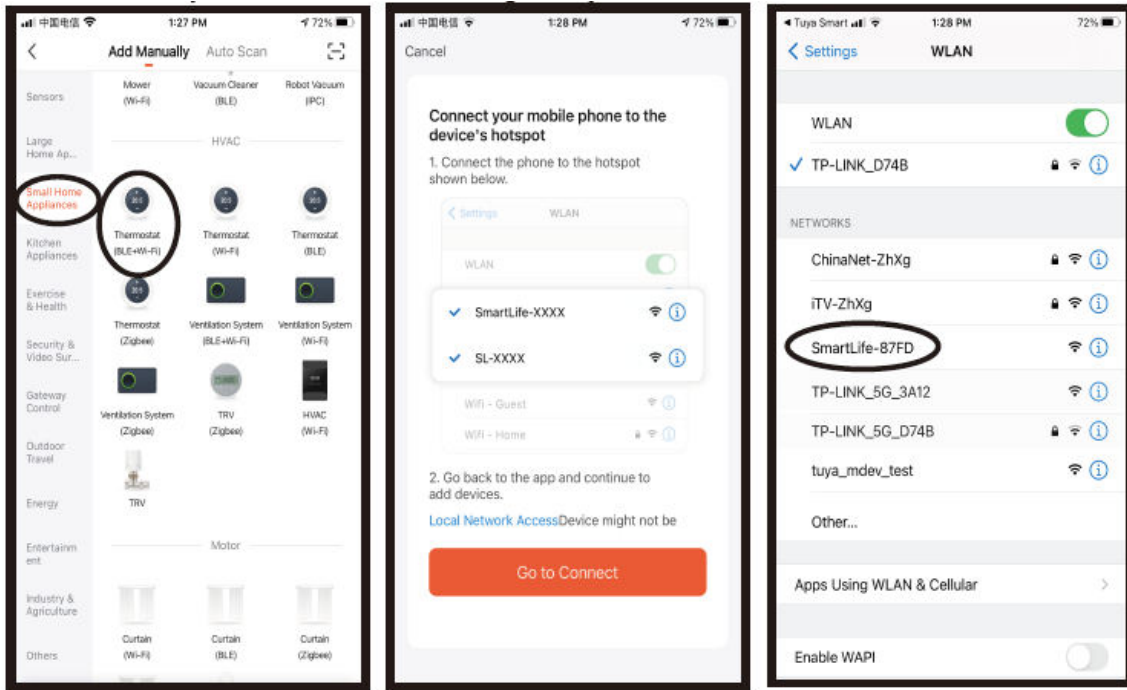 中国电信
1:27 PM
72%
Add Manually
Auto Scan
Sensors
Large
Home Ap...
Small Home
Appliances
Kitchen
Appliances
Exercise
& Health
Security &
Video Sur...
Gateway
Control
Outdoor
Travel
Energy
Entertainm
ent
Industry &
Agriculture
Others
Mower
(Wi-Fi)
Vacuum Cleaner
(BLE)
Robot Vacuum
(IPC)
HVAC
Thermostat
(BLE+Wi-Fi)
Thermostat
(Wi-Fi)
Thermostat
(BLE)
Thermostat
(Zigbee)
Ventilation System
(BLE+Wi-Fi)
Ventilation System
(Wi-Fi)
Ventilation System
(Zigbee)
TRV
(Zigbee)
HVAC
(Wi-Fi)
TRV
Motor
Curtain
(Wi-Fi)
Curtain
(BLE)
Curtain
(Zigbee)
中国电信
1:28 PM
72%
Cancel
Connect your mobile phone to the
device's hotspot
1. Connect the phone to the hotspot
shown below.
Settings
WLAN
WLAN
SmartLife-XXXX
SL-XXXX
Wifi - Guest
Wifi - Home
2. Go back to the app and continue to
add devices.
Local Network AccessDevice might not be
Go to Connect
Tuya Smart
1:28 PM
72%
Settings
WLAN
WLAN
TP-LINK_D74B
NETWORKS
ChinaNet-ZhXg
iTV-ZhXg
SmartLife-87FD
TP-LINK_5G_3A12
TP-LINK_5G_D74B
tuya_mdev_test
Other...
Apps Using WLAN & Cellular
Enable WAPI